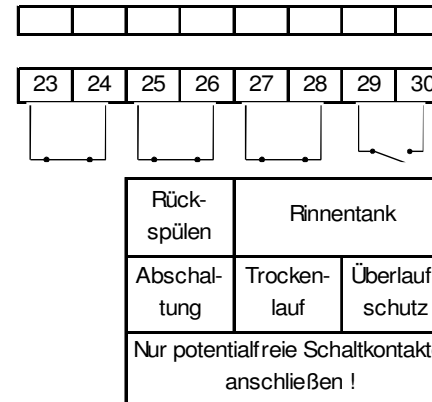 23 24 25 26 27 28 29 30
Rück-
spülen
Rinnentank
Abschal-
tung
Trocken-
lauf
Überlauf
schutz
Nur potentialfreie Schaltkontakt
anschließen !